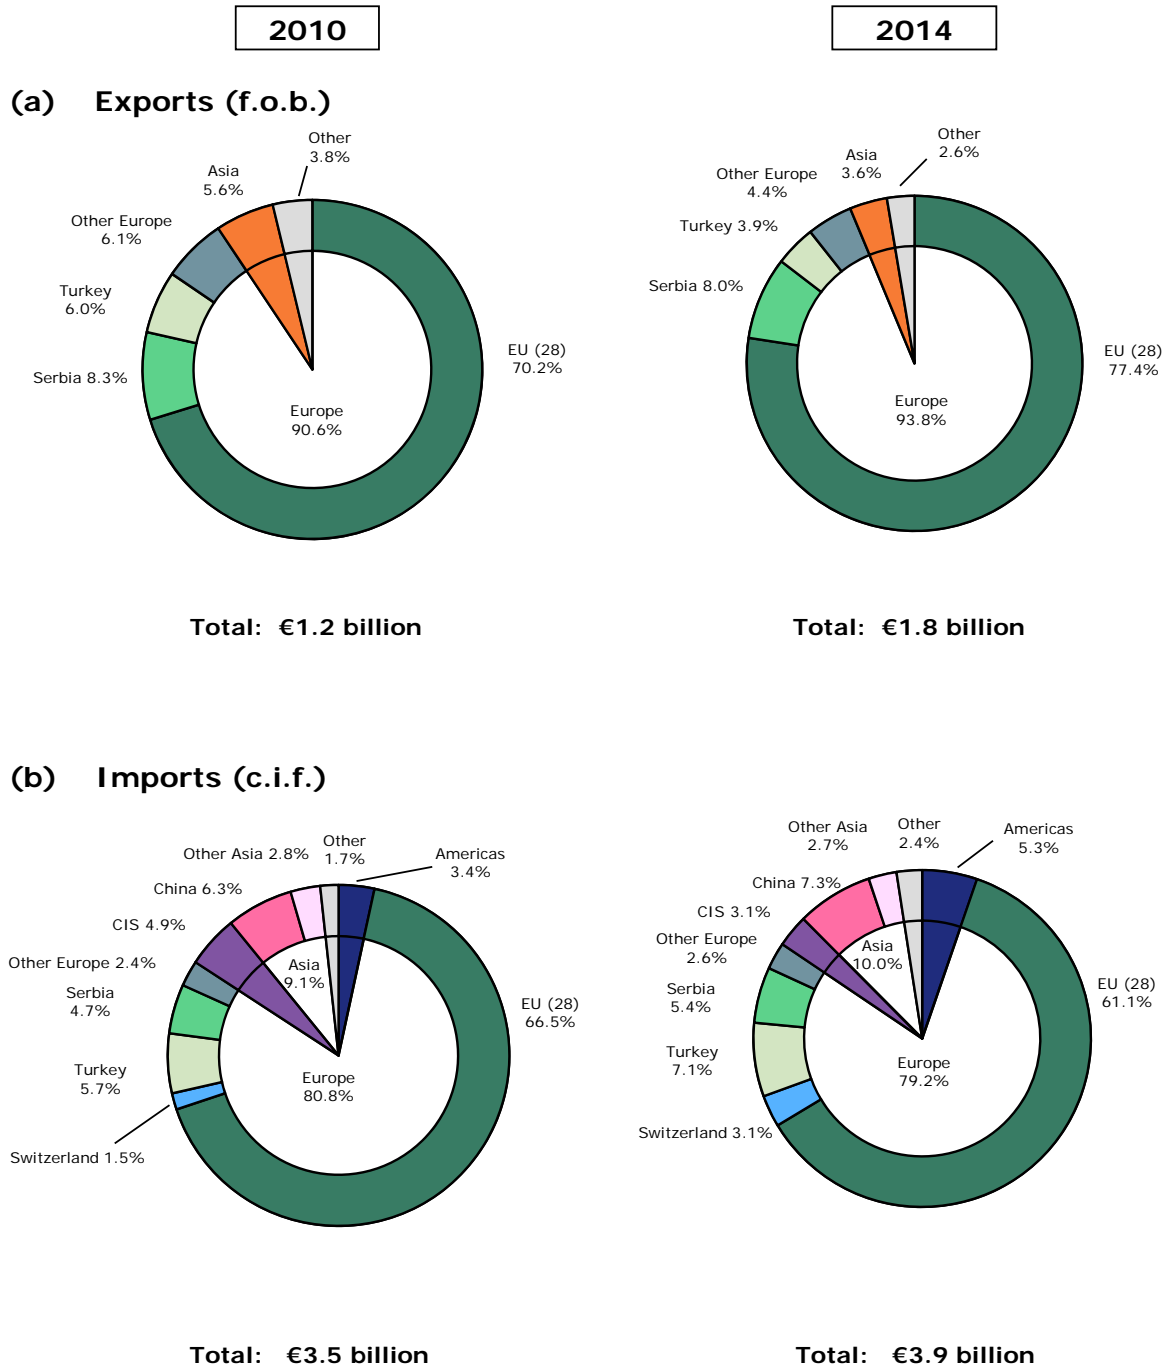 2010
2014
(a) Exports (f.o.b.)
Other
3.8%
Asia
5.6%
Other Europe
6.1%
Turkey
6.0%
Serbia 8.3%
EU (28)
70.2%
Europe
90.6%
Total: €1.2 billion
Other
2.6%
Asia
3.6%
Other Europe
4.4%
Turkey 3.9%
Serbia 8.0%
EU (28)
77.4%
Europe
93.8%
Total: €1.8 billion
(b) Imports (c.i.f.)
Other
1.7%
Other Asia 2.8%
Americas
3.4%
China 6.3%
CIS 4.9%
Other Europe 2.4%
Asia
9.1%
Serbia
4.7%
EU (28)
66.5%
Turkey
5.7%
Europe
80.8%
Switzerland 1.5%
Total: €3.5 billion
Other Asia
2.7%
Other
2.4%
Americas
5.3%
China 7.3%
CIS 3.1%
Other Europe
2.6%
Asia
10.0%
Serbia
5.4%
EU (28)
61.1%
Turkey
7.1%
Europe
79.2%
Switzerland 3.1%
Total: €3.9 billion